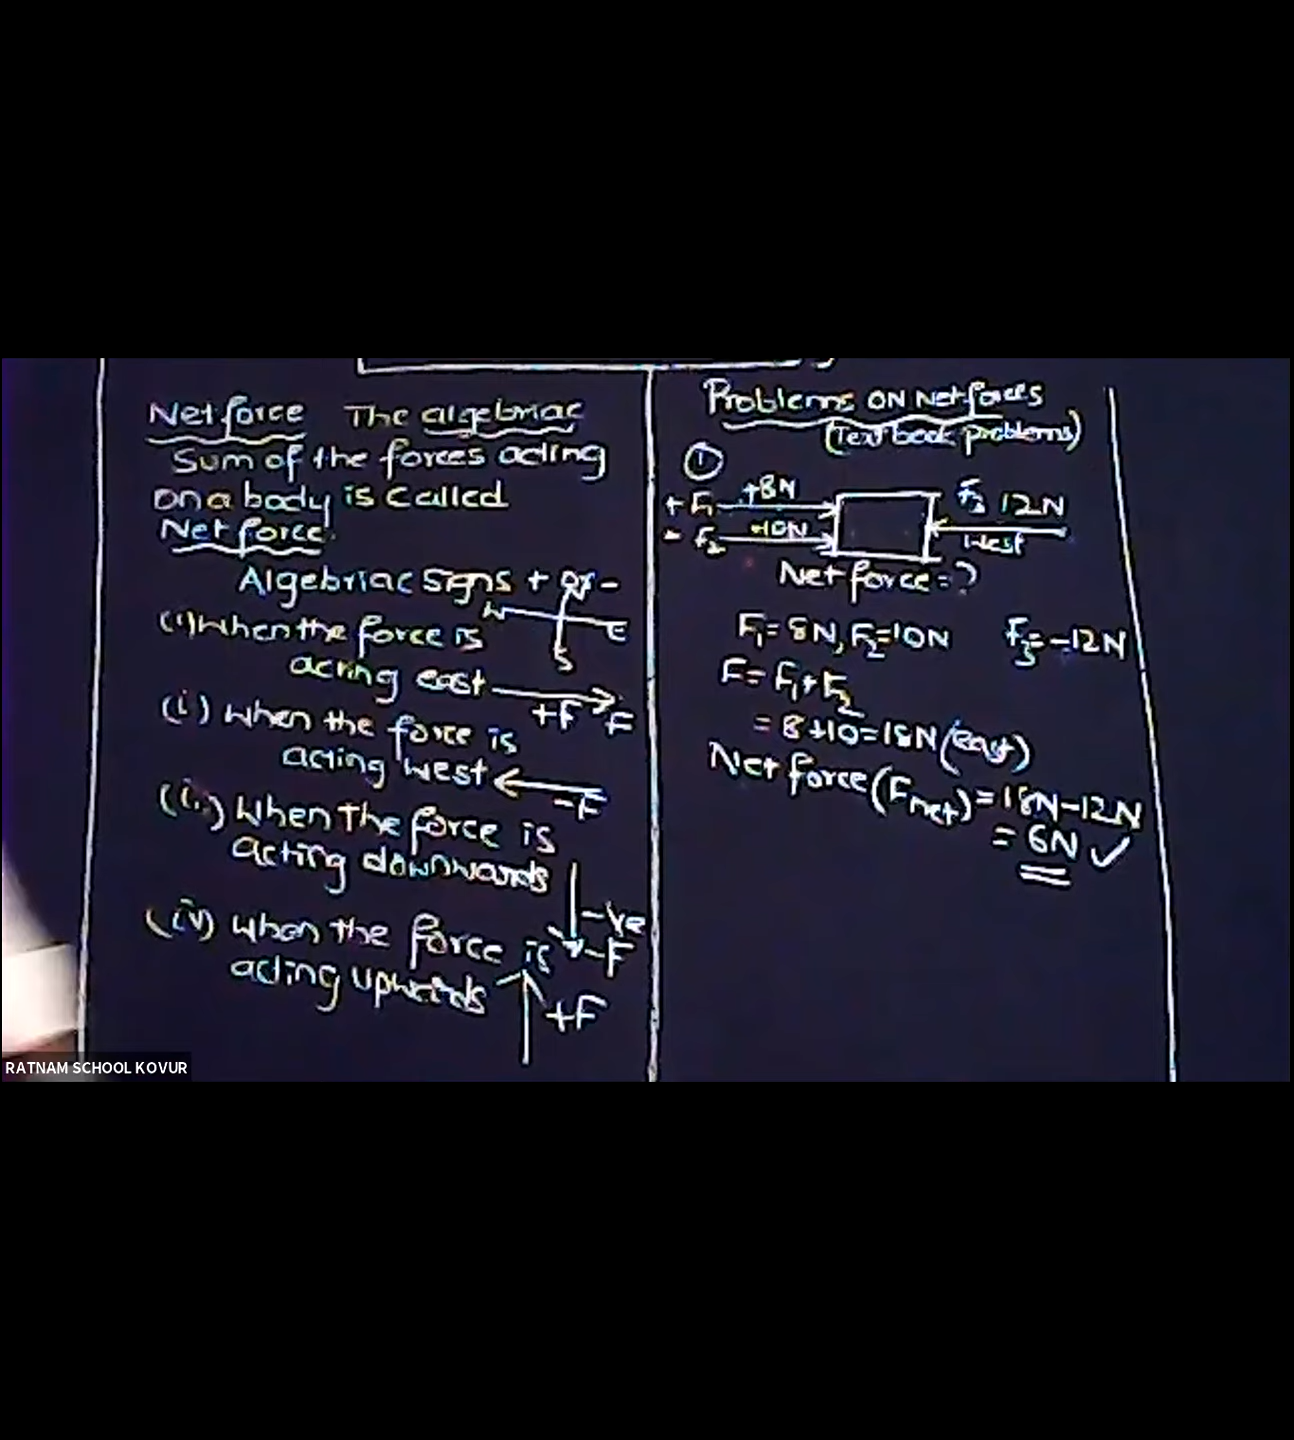 Net force The algebriac
Sum of the forces acting
on a body is called
Net force.
Algebriac Signs + or -
W
E
S
(i) When the force is
acting east
+F F
(i) when the force is
acting west
-F
(ii) when The force is
acting downwards
-ve
-F
(iv) when the force is
acting upwards
+F
Problems ON Net forces
(Text book problems)
1
+ F1 +8N
F3 12N
- F2 +10N
west
Net force = ?
F1 = 8N, F2 = 10N F3 = -12N
F = F1 + F2
= 8 + 10 = 18N (east)
Net force (Fnet) = 18N - 12N
= 6N ✓
RATNAM SCHOOL KOVUR